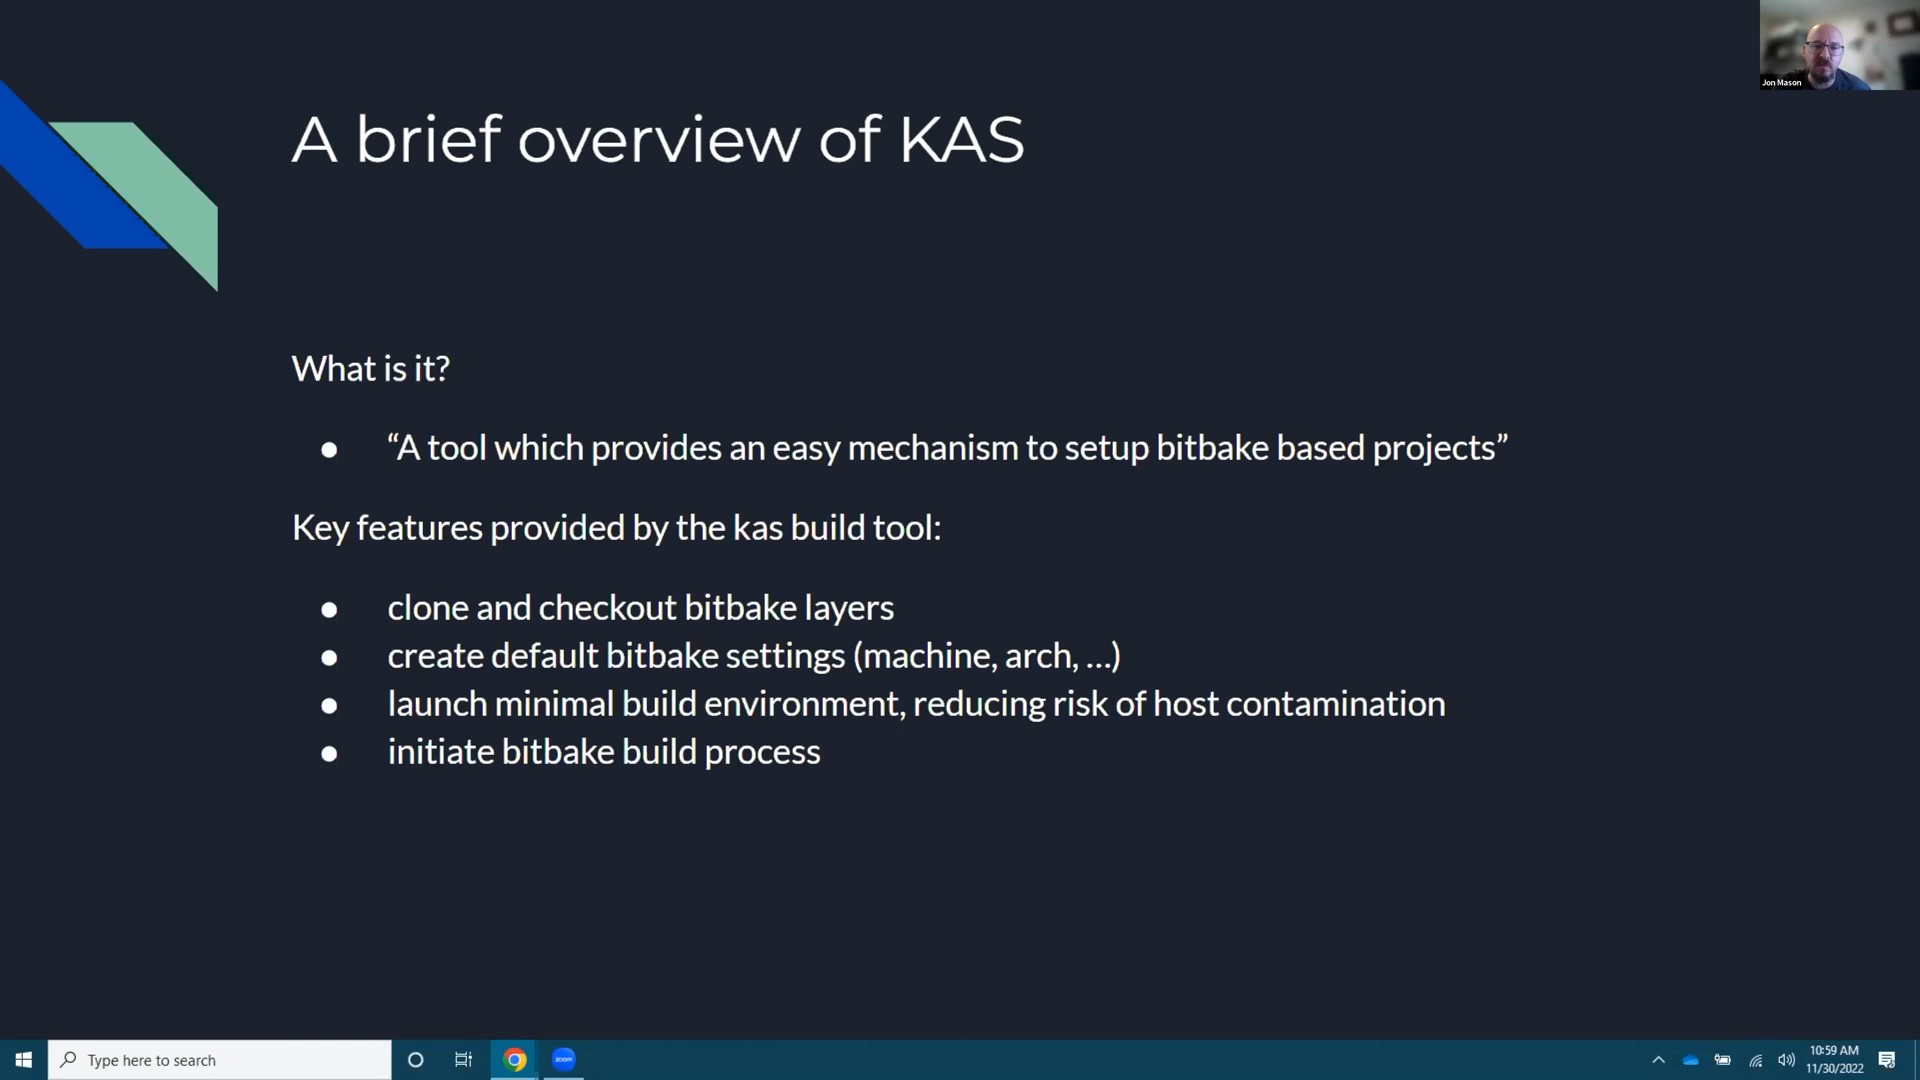 Jon Mason
A brief overview of KAS
What is it?
● “A tool which provides an easy mechanism to setup bitbake based projects”
Key features provided by the kas build tool:
● clone and checkout bitbake layers
● create default bitbake settings (machine, arch, ...)
● launch minimal build environment, reducing risk of host contamination
● initiate bitbake build process
Type here to search
zoom
10:59 AM
11/30/2022